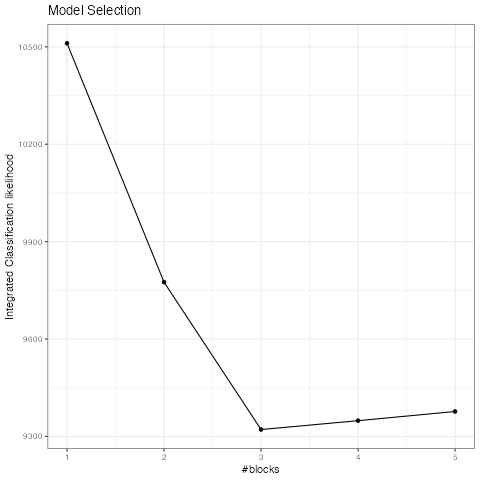 Model Selection
Integrated Classification likelihood
10500
10200
9900
9600
9300
1 2 3 4 5
#blocks